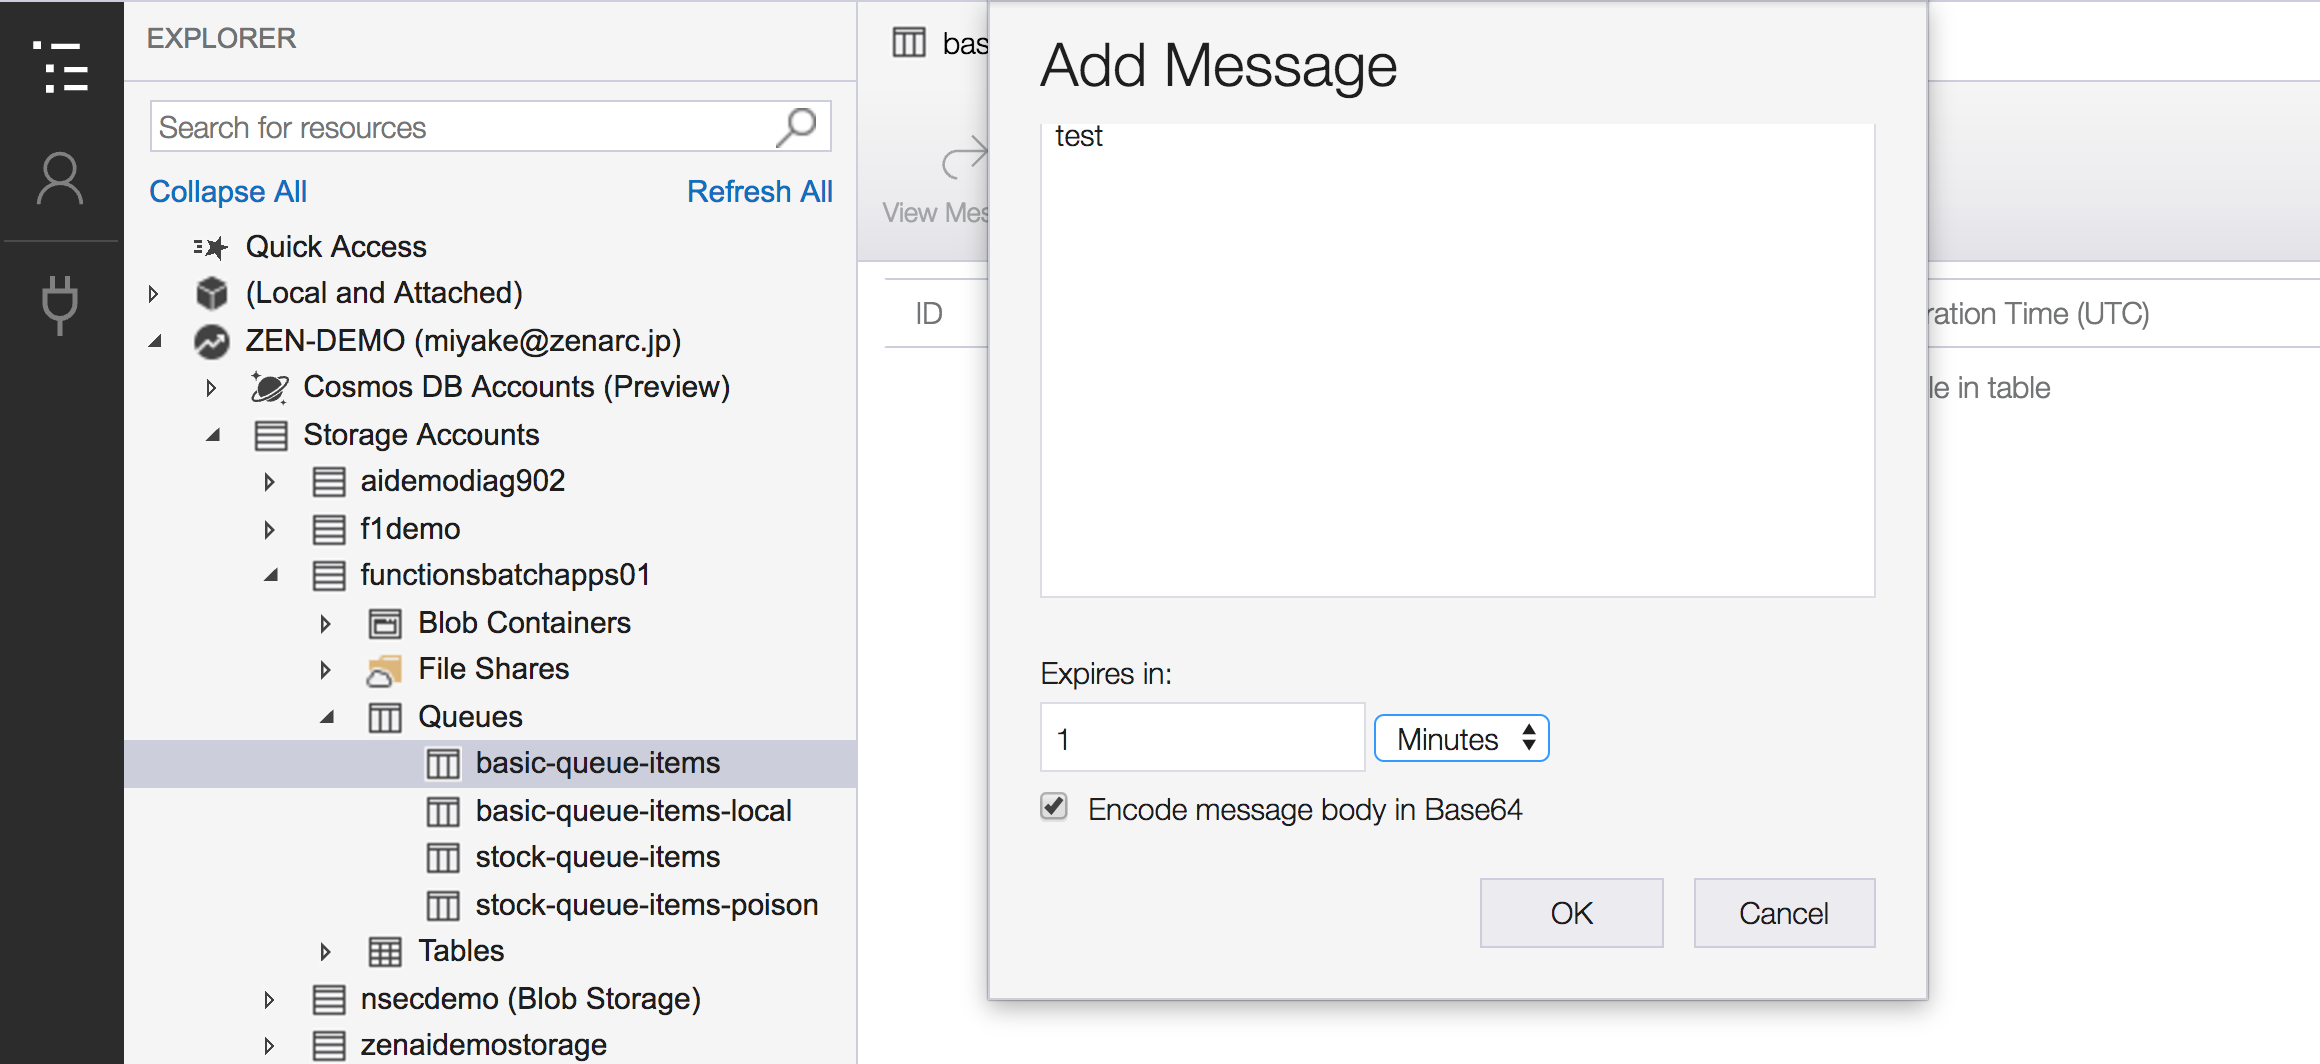 EXPLORER
Search for resources
Collapse All
Refresh All
Quick Access
(Local and Attached)
ZEN-DEMO (miyake@zenarc.jp)
Cosmos DB Accounts (Preview)
Storage Accounts
aidemodiag902
f1demo
functionsbatchapps01
Blob Containers
File Shares
Queues
basic-queue-items
basic-queue-items-local
stock-queue-items
stock-queue-items-poison
Tables
nsecdemo (Blob Storage)
zenaidemostorage
bas
View Mes
ID
ration Time (UTC)
le in table
Add Message
test
Expires in:
1
Minutes
Encode message body in Base64
OK
Cancel